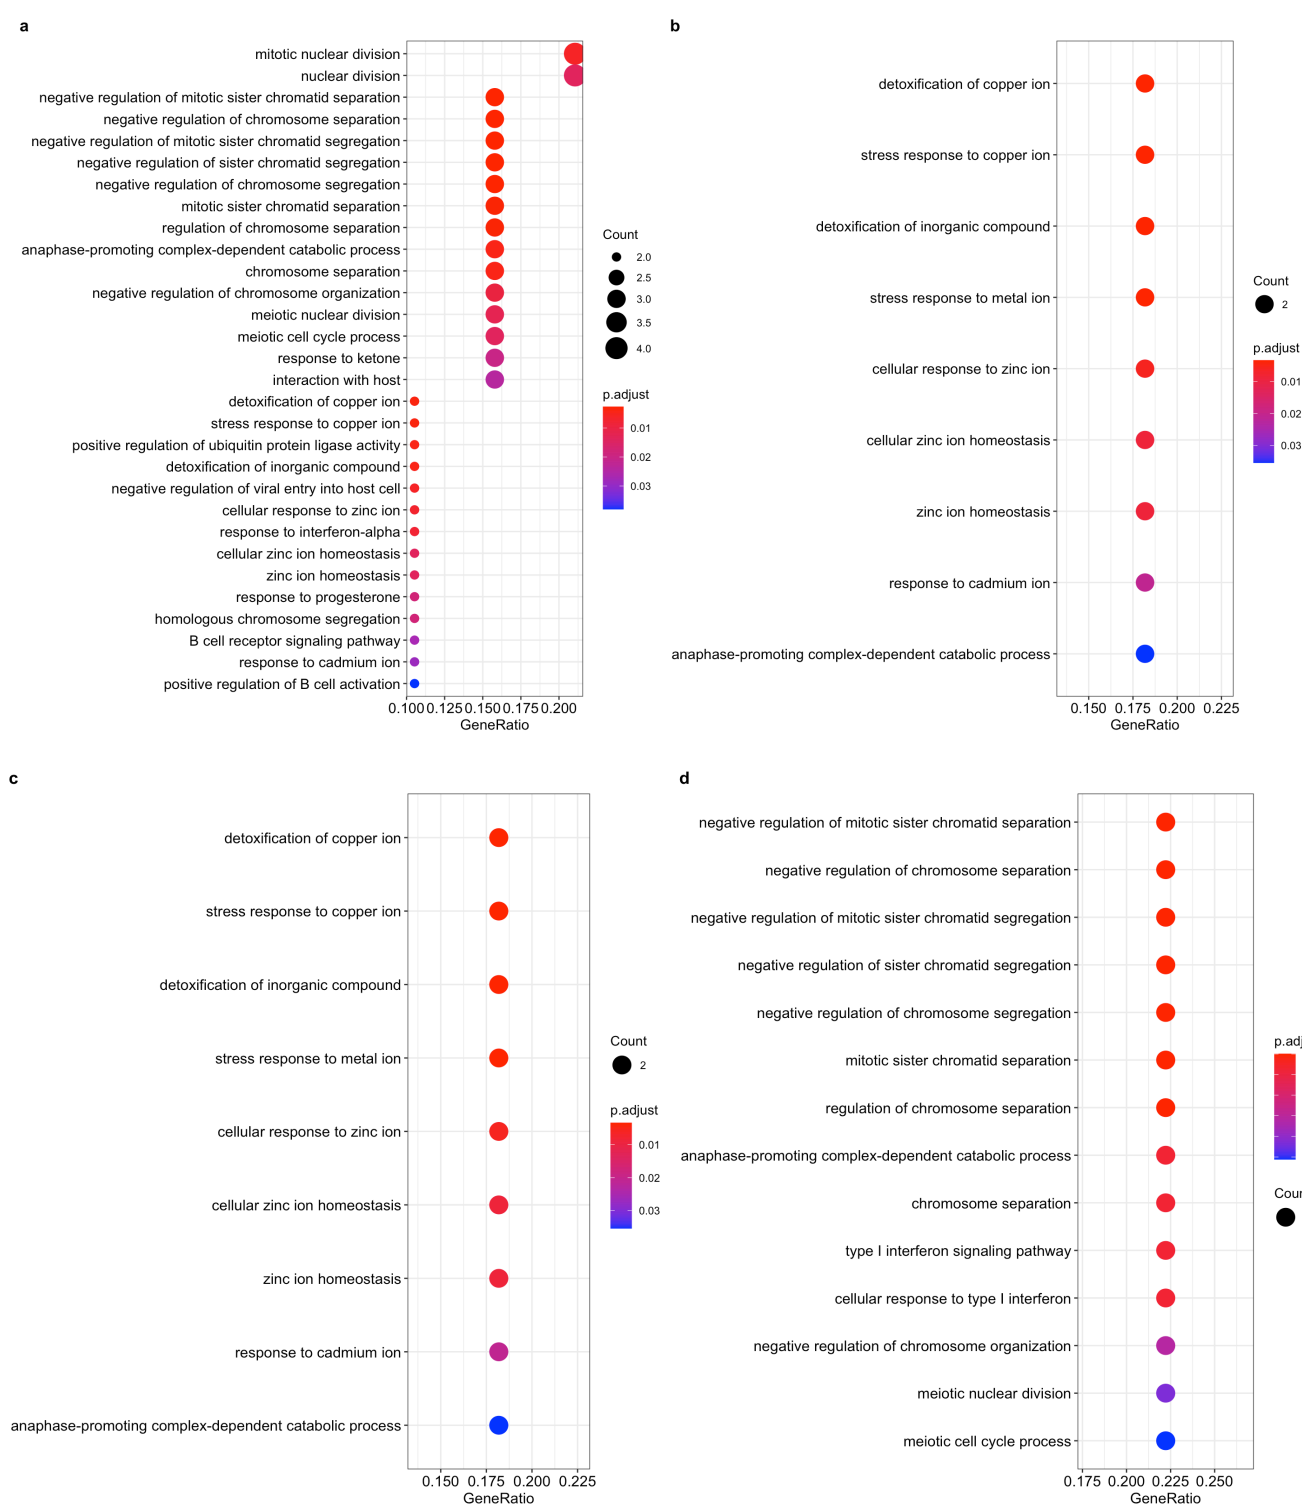 a
mitotic nuclear division
nuclear division
negative regulation of mitotic sister chromatid separation
negative regulation of chromosome separation
negative regulation of mitotic sister chromatid segregation
negative regulation of sister chromatid segregation
negative regulation of chromosome segregation
mitotic sister chromatid separation
regulation of chromosome separation
anaphase-promoting complex-dependent catabolic process
chromosome separation
negative regulation of chromosome organization
meiotic nuclear division
meiotic cell cycle process
response to ketone
interaction with host
detoxification of copper ion
stress response to copper ion
positive regulation of ubiquitin protein ligase activity
detoxification of inorganic compound
negative regulation of viral entry into host cell
cellular response to zinc ion
response to interferon-alpha
cellular zinc ion homeostasis
zinc ion homeostasis
response to progesterone
homologous chromosome segregation
B cell receptor signaling pathway
response to cadmium ion
positive regulation of B cell activation
0.100 0.125 0.150 0.175 0.200
GeneRatio
Count
2.0
2.5
3.0
3.5
4.0
p.adjust
0.01
0.02
0.03
b
detoxification of copper ion
stress response to copper ion
detoxification of inorganic compound
stress response to metal ion
cellular response to zinc ion
cellular zinc ion homeostasis
zinc ion homeostasis
response to cadmium ion
anaphase-promoting complex-dependent catabolic process
0.150 0.175 0.200 0.225
GeneRatio
Count
2
p.adjust
0.01
0.02
0.03
c
detoxification of copper ion
stress response to copper ion
detoxification of inorganic compound
stress response to metal ion
cellular response to zinc ion
cellular zinc ion homeostasis
zinc ion homeostasis
response to cadmium ion
anaphase-promoting complex-dependent catabolic process
0.150 0.175 0.200 0.225
GeneRatio
Count
2
p.adjust
0.01
0.02
0.03
d
negative regulation of mitotic sister chromatid separation
negative regulation of chromosome separation
negative regulation of mitotic sister chromatid segregation
negative regulation of sister chromatid segregation
negative regulation of chromosome segregation
mitotic sister chromatid separation
regulation of chromosome separation
anaphase-promoting complex-dependent catabolic process
chromosome separation
type I interferon signaling pathway
cellular response to type I interferon
negative regulation of chromosome organization
meiotic nuclear division
meiotic cell cycle process
0.175 0.200 0.225 0.250
GeneRatio
p.adj
Cour